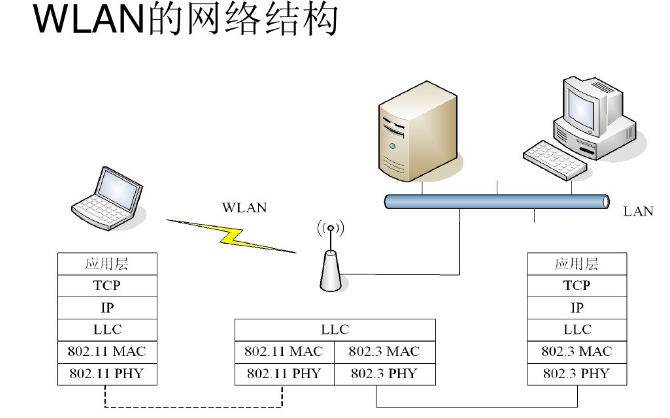 WLAN的网络结构
WLAN
LAN
应用层
TCP
IP
LLC
802.11 MAC
802.11 PHY
LLC
802.11 MAC 802.3 MAC
802.11 PHY 802.3 PHY
应用层
TCP
IP
LLC
802.3 MAC
802.3 PHY